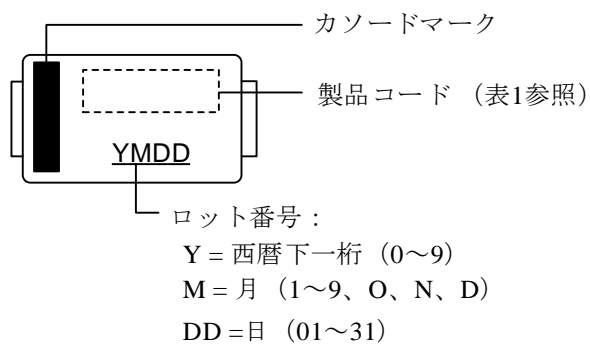 カソードマーク
製品コード （表1参照）
YMDD
ロット番号：
Y = 西暦下一桁（0～9）
M = 月（1～9、O、N、D）
DD =日（01～31）